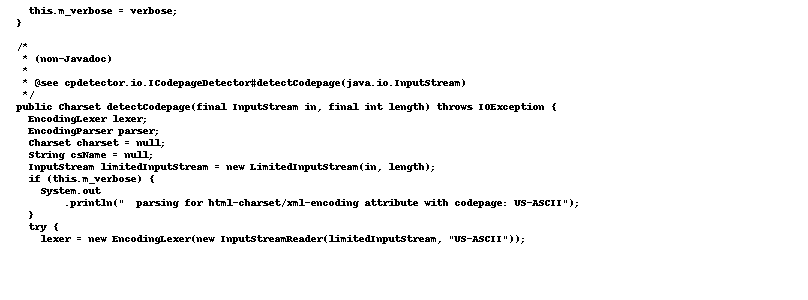 this.m_verbose = verbose;
}
/*
* (non-Javadoc)
*
* @see cpdetector.io.ICodepageDetector#detectCodepage(java.io.InputStream)
*/
public Charset detectCodepage(final InputStream in, final int length) throws IOException {
EncodingLexer lexer;
EncodingParser parser;
Charset charset = null;
String csName = null;
InputStream limitedInputStream = new LimitedInputStream(in, length);
if (this.m_verbose) {
System.out
.println("  parsing for html-charset/xml-encoding attribute with codepage: US-ASCII");
}
try {
lexer = new EncodingLexer(new InputStreamReader(limitedInputStream, "US-ASCII"));